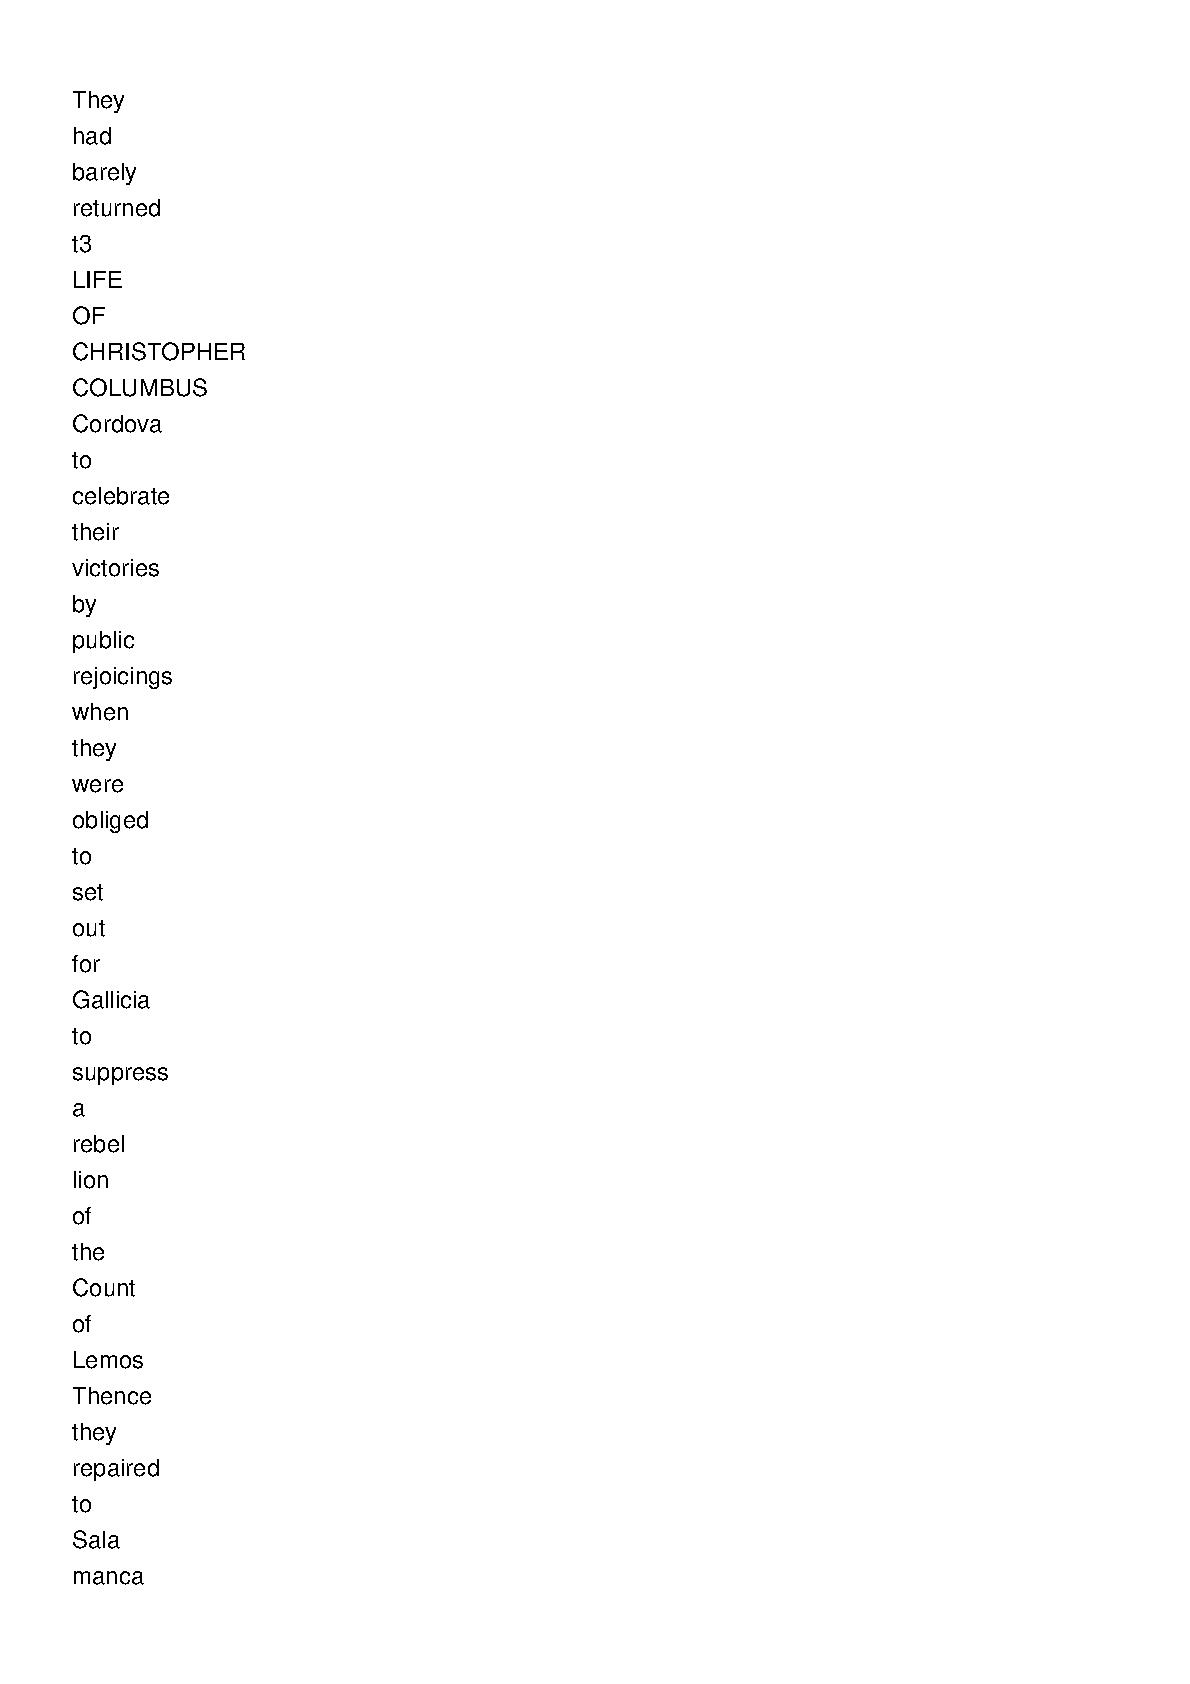 They
had
barely
returned
t3
LIFE
OF
CHRISTOPHER
COLUMBUS
Cordova
to
celebrate
their
victories
by
public
rejoicings
when
they
were
obliged
to
set
out
for
Gallicia
to
suppress
a
rebel
lion
of
the
Count
of
Lemos
Thence
they
repaired
to
Sala
manca